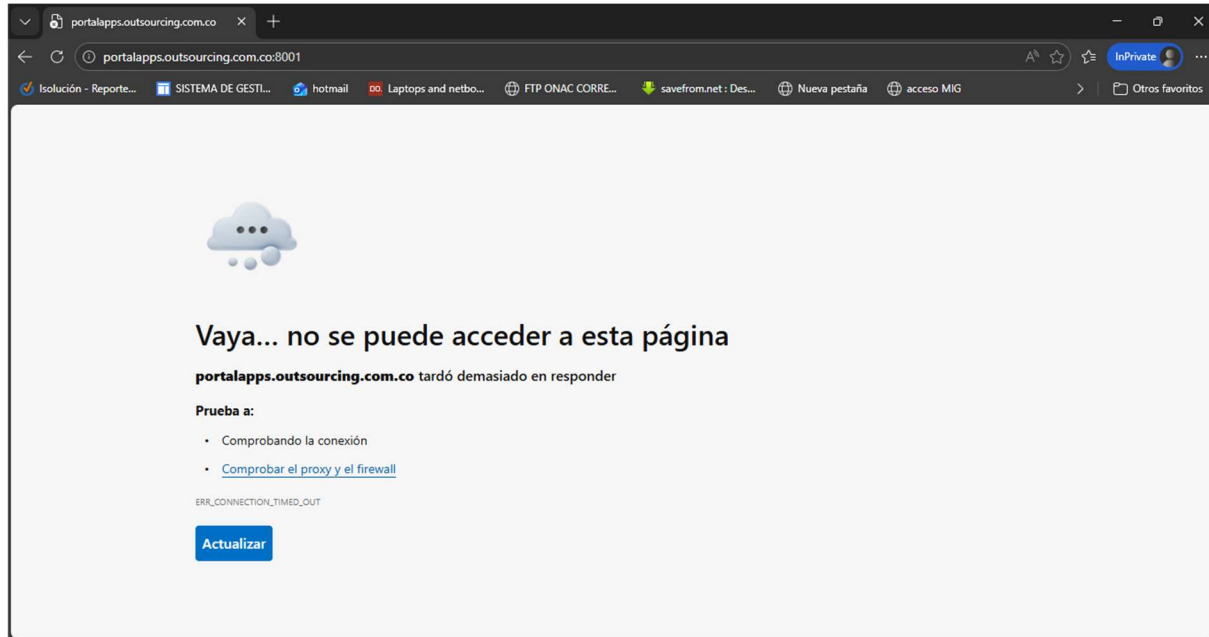 portalapps.outsourcing.com.co
portalapps.outsourcing.com.co:8001
InPrivate
Isolución - Reporte... SISTEMA DE GESTI... hotmail DO. Laptops and netbo... FTP ONAC CORRE... savefrom.net : Des... Nueva pestaña acceso MIG Otros favoritos
Vaya... no se puede acceder a esta página
portalapps.outsourcing.com.co tardó demasiado en responder
Prueba a:
• Comprobando la conexión
• Comprobar el proxy y el firewall
ERR_CONNECTION_TIMED_OUT
Actualizar